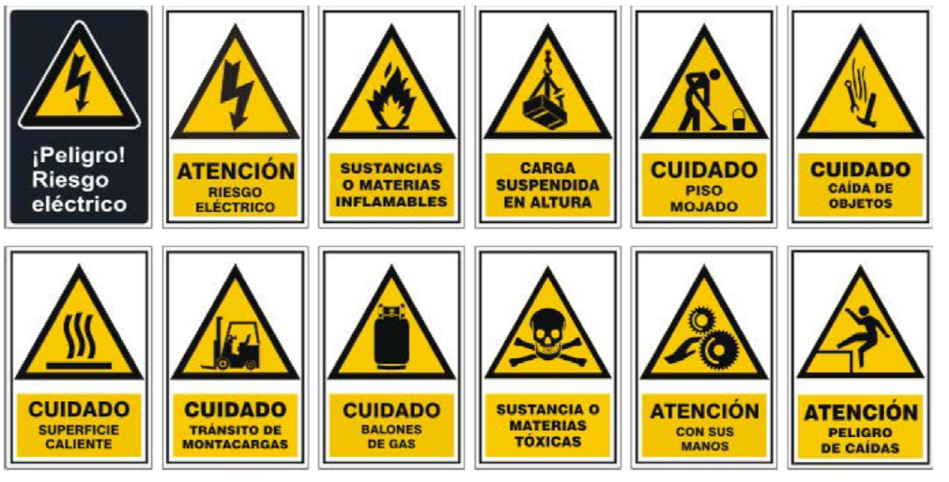 ¡Peligro!
Riesgo
eléctrico
ATENCIÓN
RIESGO
ELÉCTRICO
SUSTANCIAS
O MATERIAS
INFLAMABLES
CARGA
SUSPENDIDA
EN ALTURA
CUIDADO
PISO
MOJADO
CUIDADO
CAÍDA DE
OBJETOS
CUIDADO
SUPERFICIE
CALIENTE
CUIDADO
TRÁNSITO DE
MONTACARGAS
CUIDADO
BALONES
DE GAS
SUSTANCIA O
MATERIAS
TÓXICAS
ATENCIÓN
CON SUS
MANOS
ATENCIÓN
PELIGRO
DE CAÍDAS